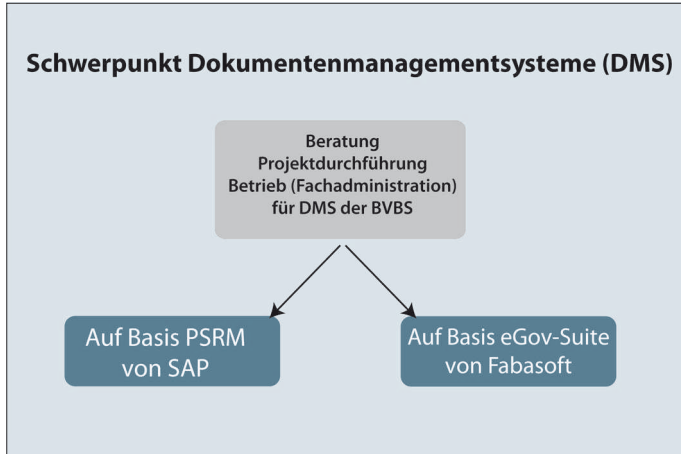 Schwerpunkt Dokumentenmanagementsysteme (DMS)
Beratung
Projektdurchführung
Betrieb (Fachadministration)
für DMS der BVBS
Auf Basis PSRM
von SAP
Auf Basis eGov-Suite
von Fabasoft